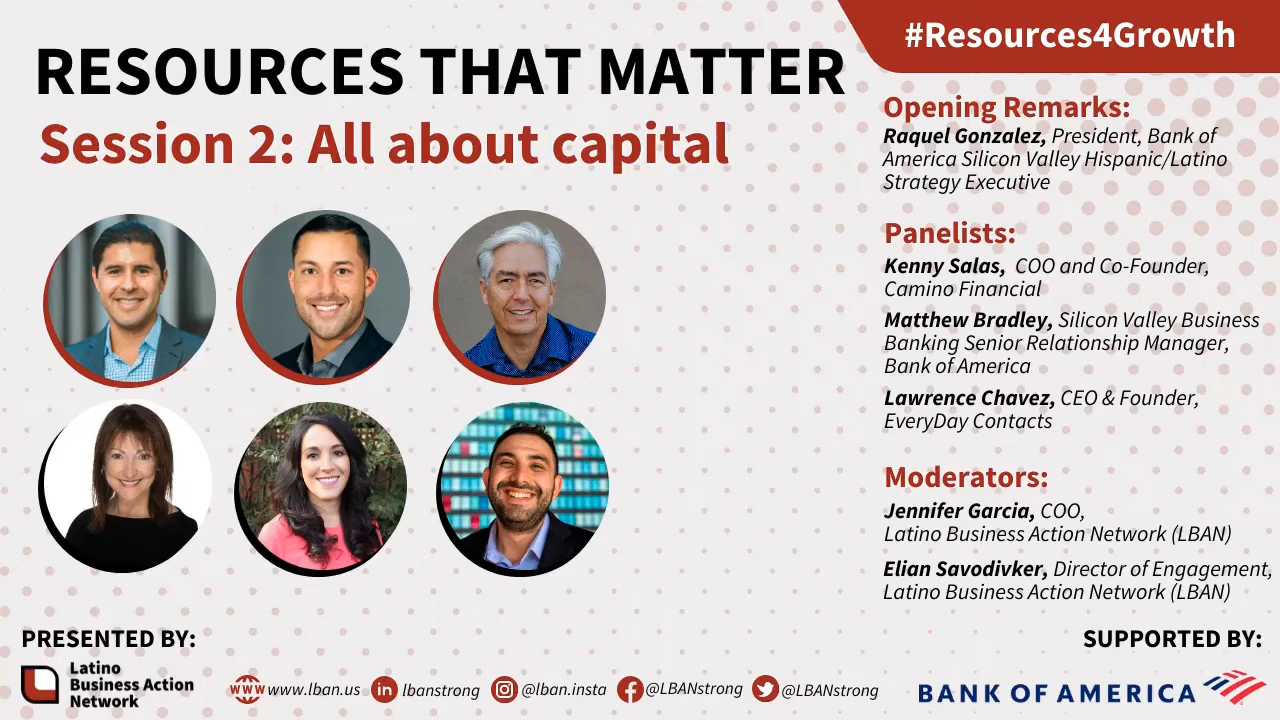 RESOURCES THAT MATTER
Session 2: All about capital
#Resources4Growth
Opening Remarks:
Raquel Gonzalez, President, Bank of
America Silicon Valley Hispanic/Latino
Strategy Executive
Panelists:
Kenny Salas, COO and Co-Founder,
Camino Financial
Matthew Bradley, Silicon Valley Business
Banking Senior Relationship Manager,
Bank of America
Lawrence Chavez, CEO & Founder,
EveryDay Contacts
Moderators:
Jennifer Garcia, COO,
Latino Business Action Network (LBAN)
Elian Savodivker, Director of Engagement,
Latino Business Action Network (LBAN)
PRESENTED BY:
Latino
Business Action
Network
www www.lban.us
in lbanstrong
@lban.insta
f @LBANstrong
@LBANstrong
SUPPORTED BY:
BANK OF AMERICA